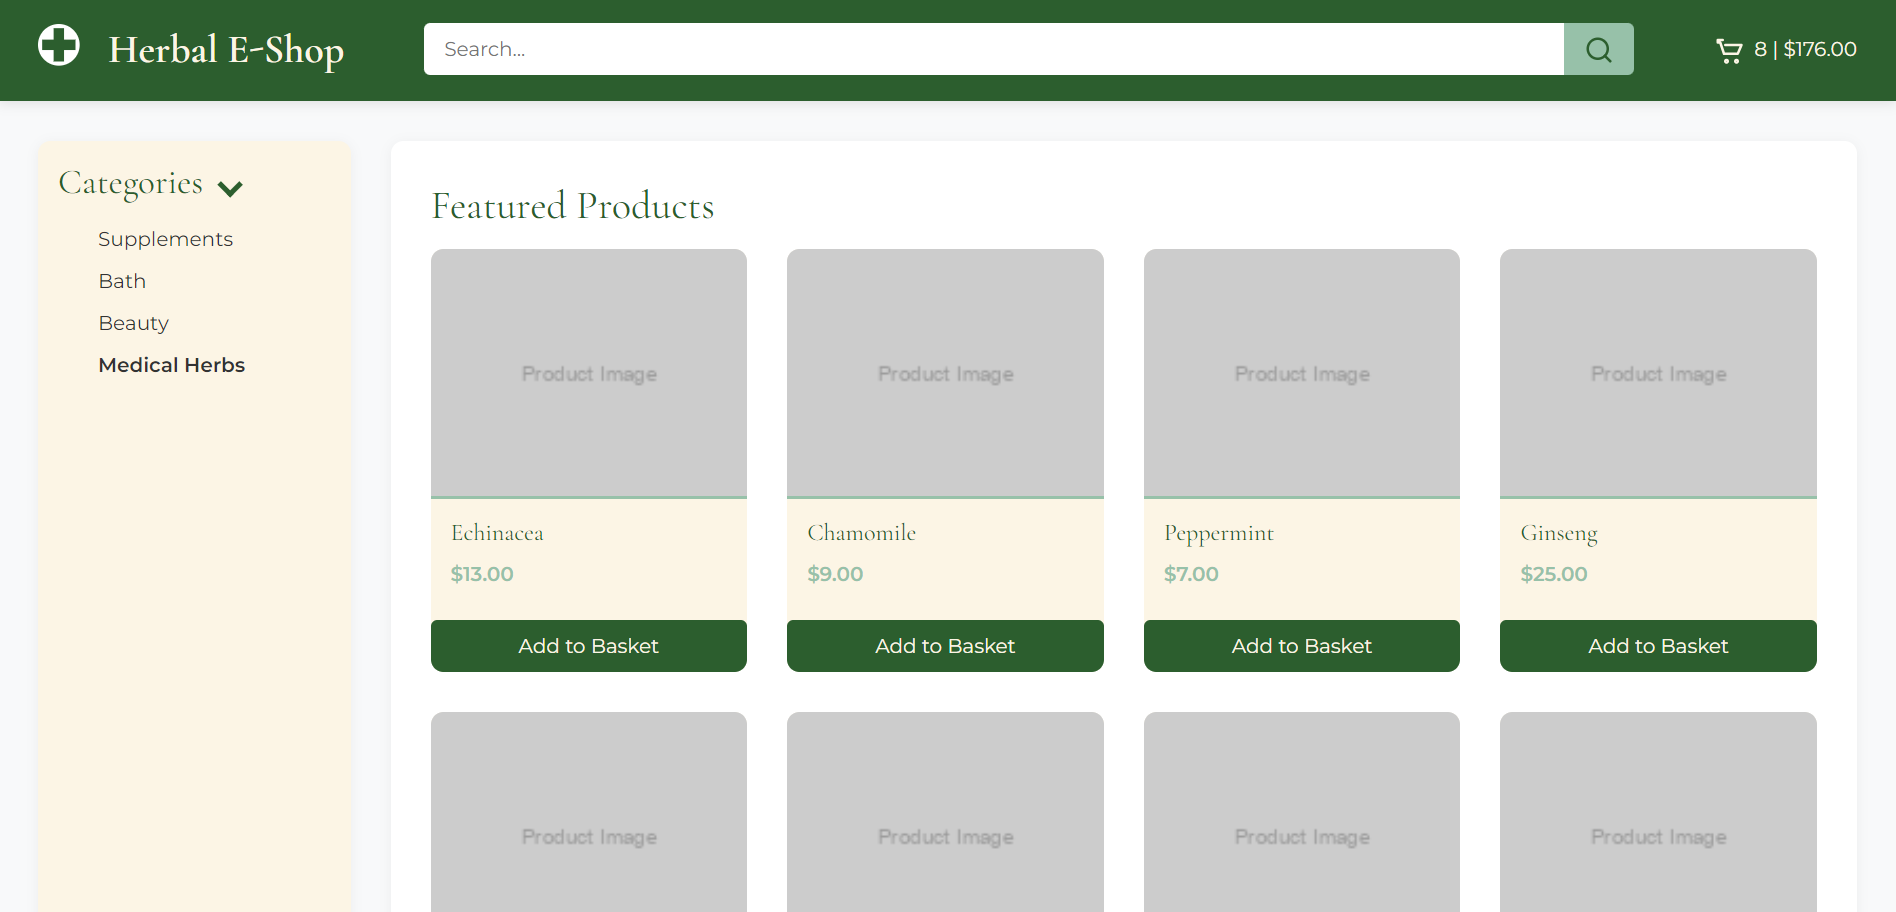 Herbal E-Shop
Search...
8 | $176.00
Categories
Supplements
Bath
Beauty
Medical Herbs
Featured Products
Product Image
Product Image
Product Image
Product Image
Echinacea
Chamomile
Peppermint
Ginseng
$13.00
$9.00
$7.00
$25.00
Add to Basket
Add to Basket
Add to Basket
Add to Basket
Product Image
Product Image
Product Image
Product Image